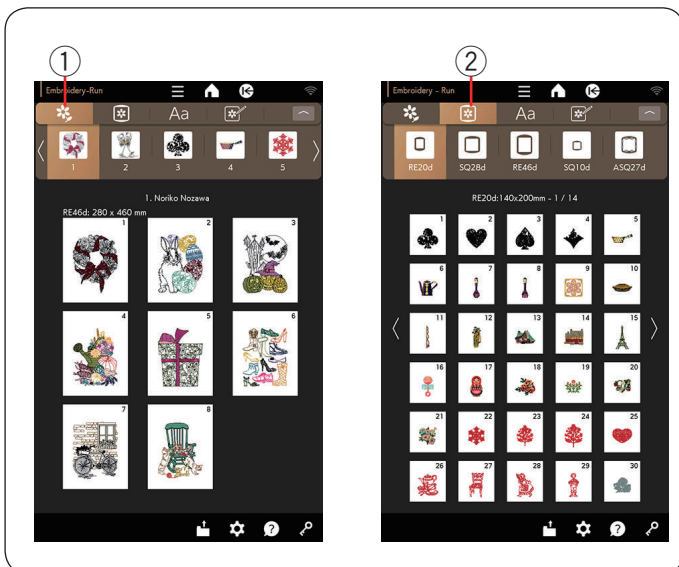 ① ②
Embroidery-Run
Aa
1 2 3 4 5
1. Noriko Nozawa
RE46d: 280 x 460 mm
1 2 3
4 5 6
7 8
Embroidery - Run
Aa
RE20d SQ28d RE46d SQ10d ASQ27d
RE20d:140x200mm - 1 / 14
1 2 3 4 5
6 7 8 9 10
11 12 13 14 15
16 17 18 19 20
21 22 23 24 25
26 27 28 29 30